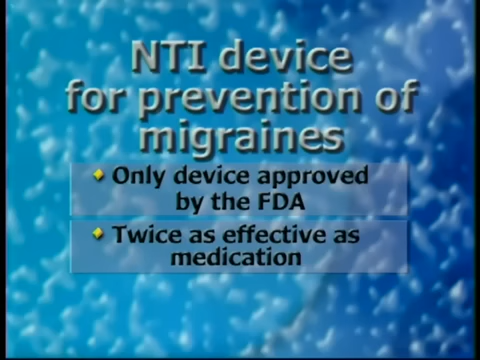 NTI device
for prevention of
migraines
Only device approved
by the FDA
Twice as effective as
medication